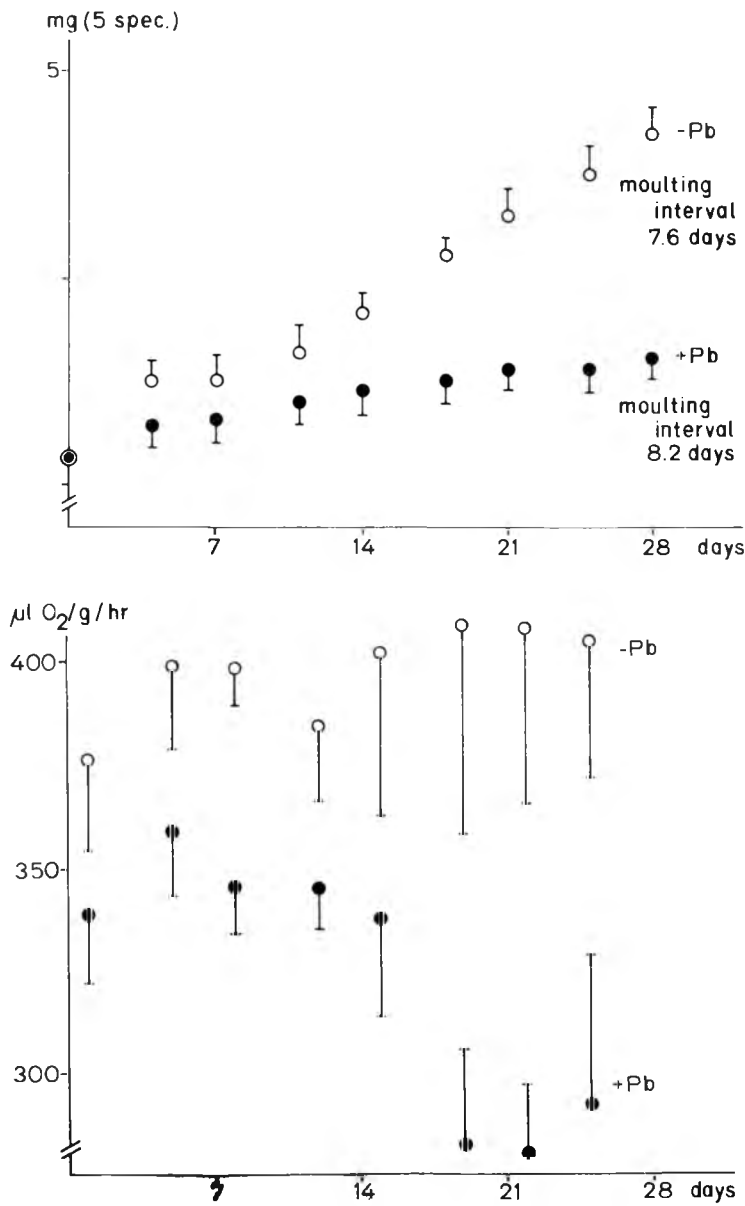 mg (5 spec.)
5
-Pb
moulting
interval
7.6 days
+Pb
moulting
interval
8.2 days
7
14
21
28
days
µl O2/g/hr
400
-Pb
350
300
+Pb
7
14
21
28
days